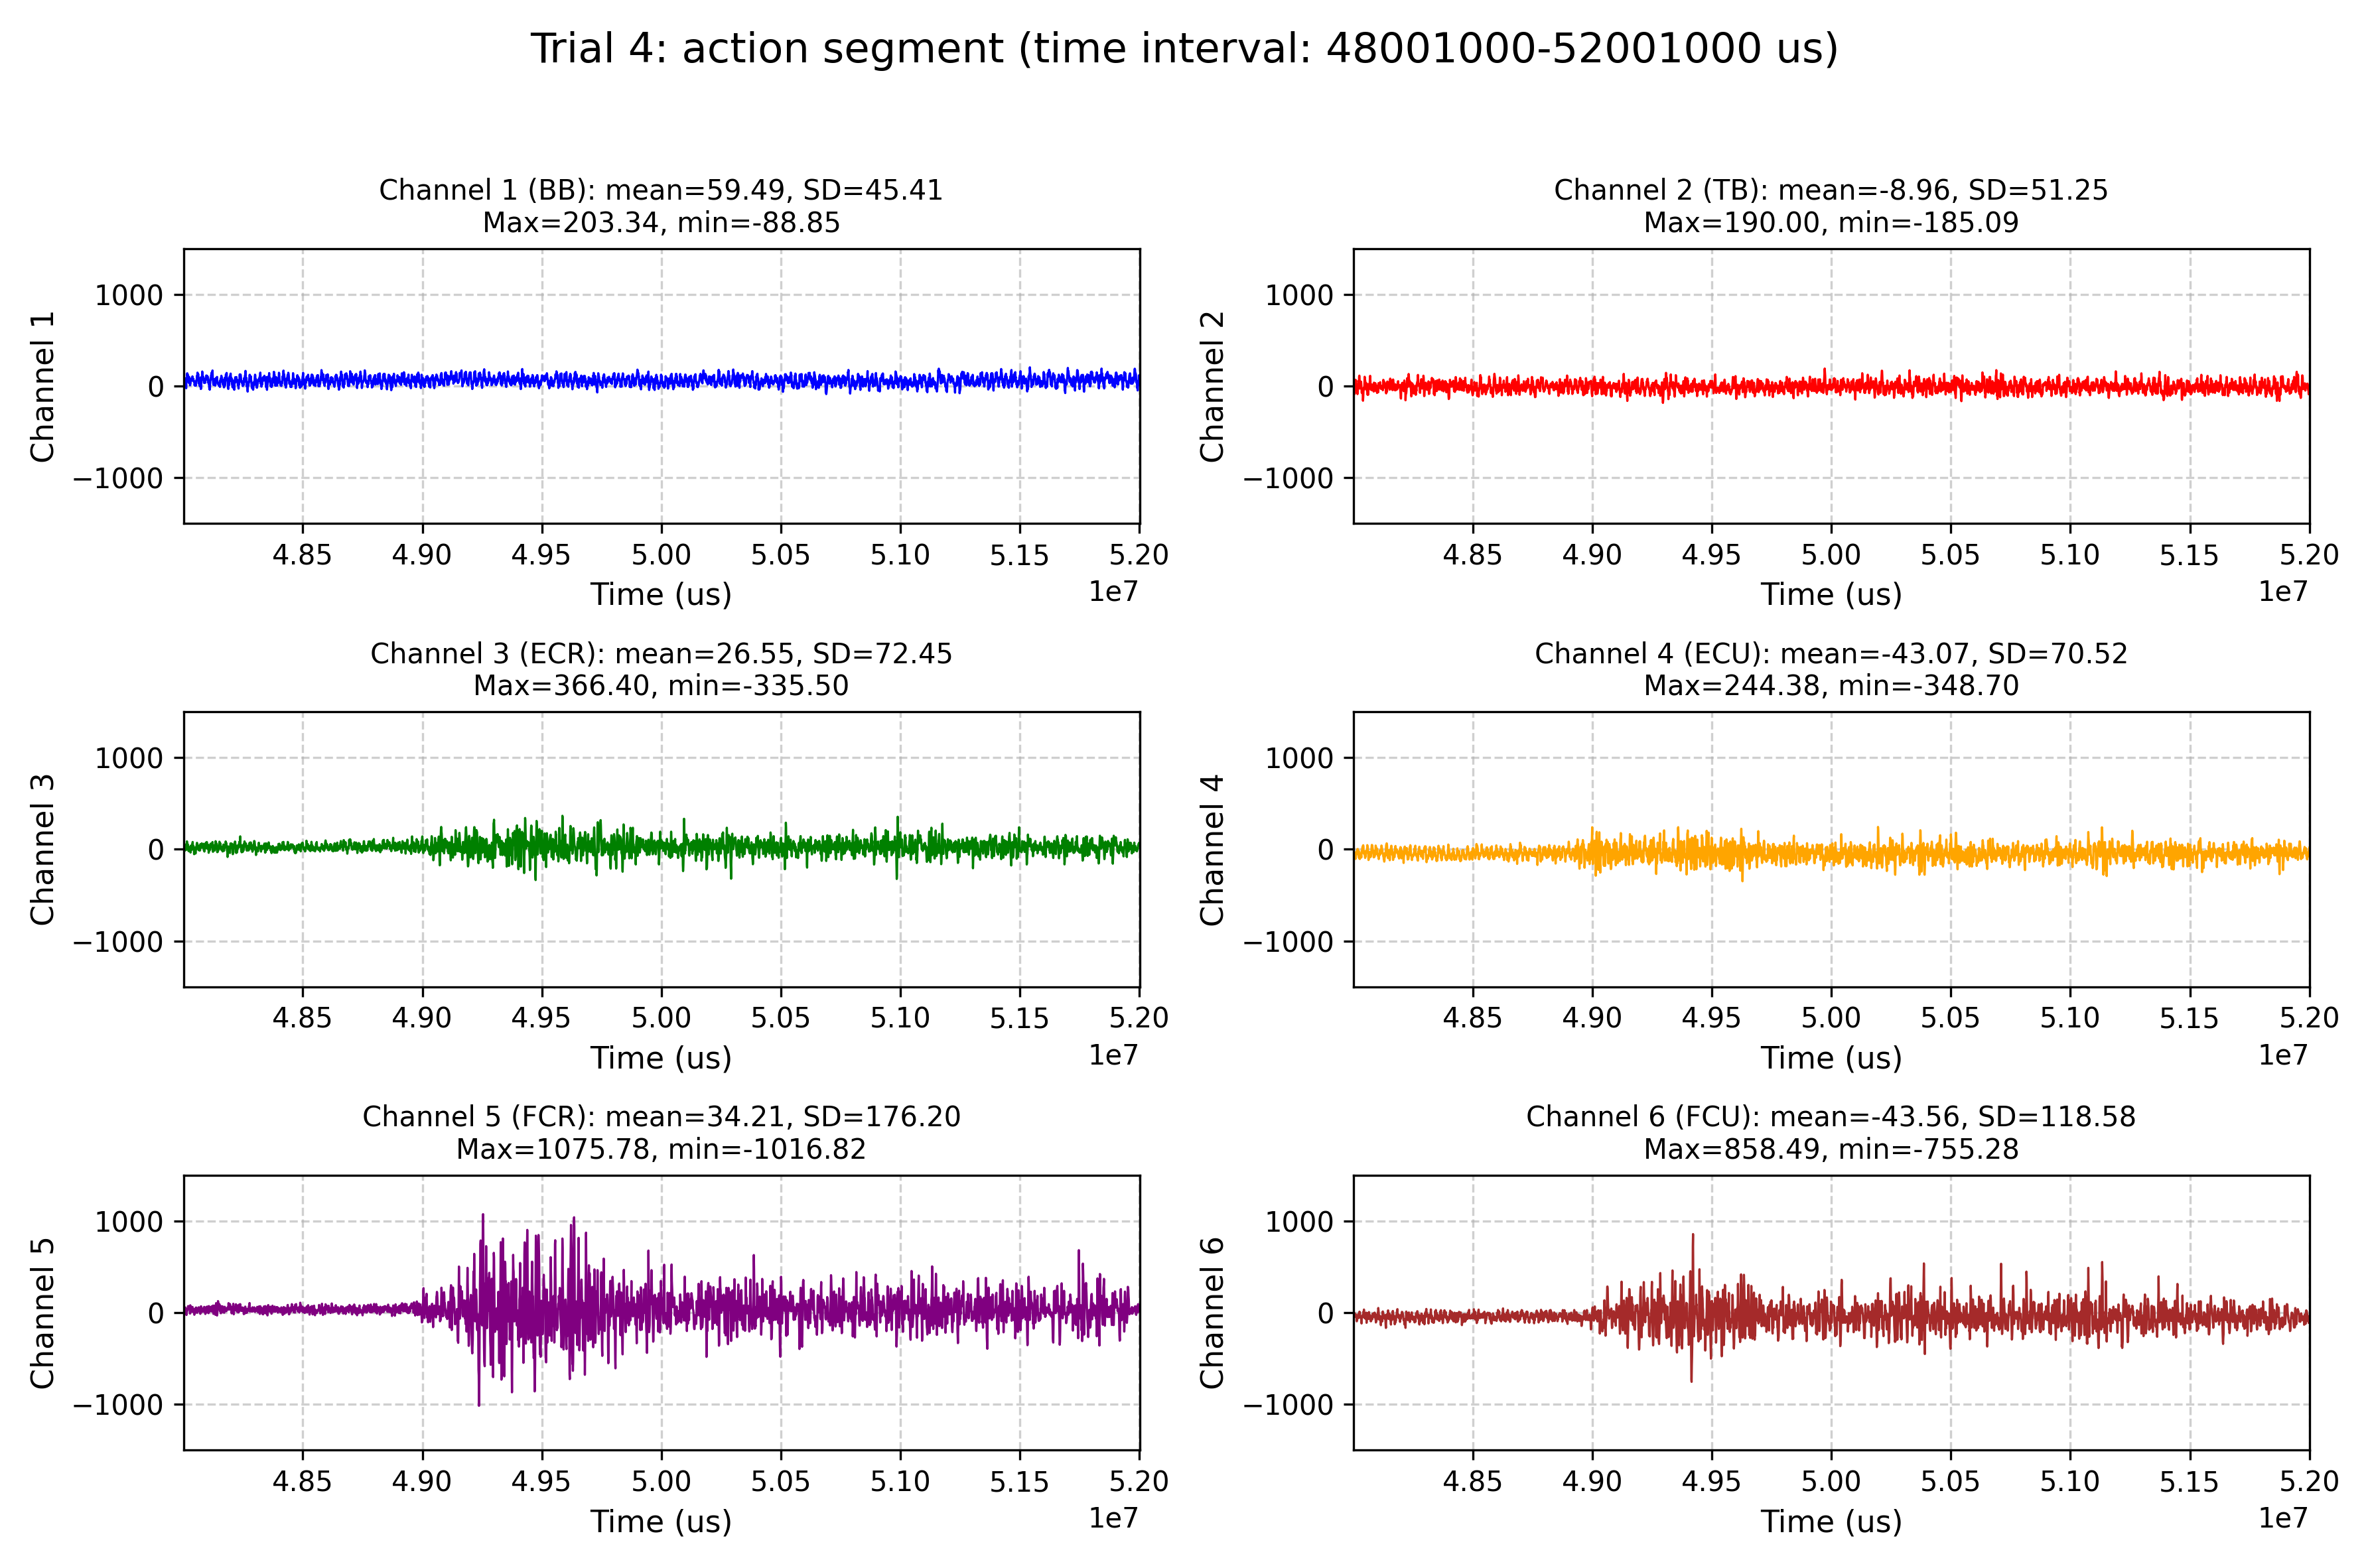 Trial 4: action segment (time interval: 48001000-52001000 us)
Channel 1 (BB): mean=59.49, SD=45.41
Max=203.34, min=-88.85
1000
0
−1000
Channel 1
4.85 4.90 4.95 5.00 5.05 5.10 5.15 5.20
1e7
Time (us)
Channel 2 (TB): mean=-8.96, SD=51.25
Max=190.00, min=-185.09
1000
0
−1000
Channel 2
4.85 4.90 4.95 5.00 5.05 5.10 5.15 5.20
1e7
Time (us)
Channel 3 (ECR): mean=26.55, SD=72.45
Max=366.40, min=-335.50
1000
0
−1000
Channel 3
4.85 4.90 4.95 5.00 5.05 5.10 5.15 5.20
1e7
Time (us)
Channel 4 (ECU): mean=-43.07, SD=70.52
Max=244.38, min=-348.70
1000
0
−1000
Channel 4
4.85 4.90 4.95 5.00 5.05 5.10 5.15 5.20
1e7
Time (us)
Channel 5 (FCR): mean=34.21, SD=176.20
Max=1075.78, min=-1016.82
1000
0
−1000
Channel 5
4.85 4.90 4.95 5.00 5.05 5.10 5.15 5.20
1e7
Time (us)
Channel 6 (FCU): mean=-43.56, SD=118.58
Max=858.49, min=-755.28
1000
0
−1000
Channel 6
4.85 4.90 4.95 5.00 5.05 5.10 5.15 5.20
1e7
Time (us)